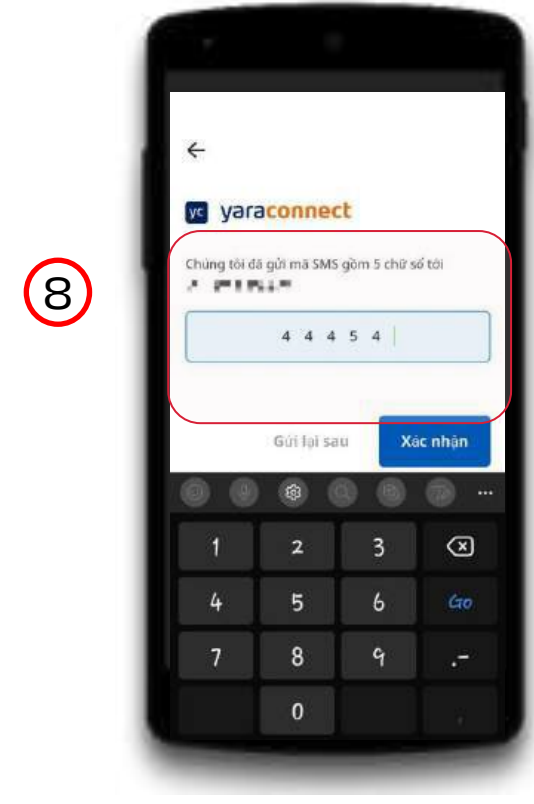 yc yaraconnect
Chúng tôi đã gửi mã SMS gồm 5 chữ số tới
8
4 4 4 5 4
Gửi lại sau
Xác nhận
1 2 3
4 5 6 Go
7 8 9 .-
0 ,